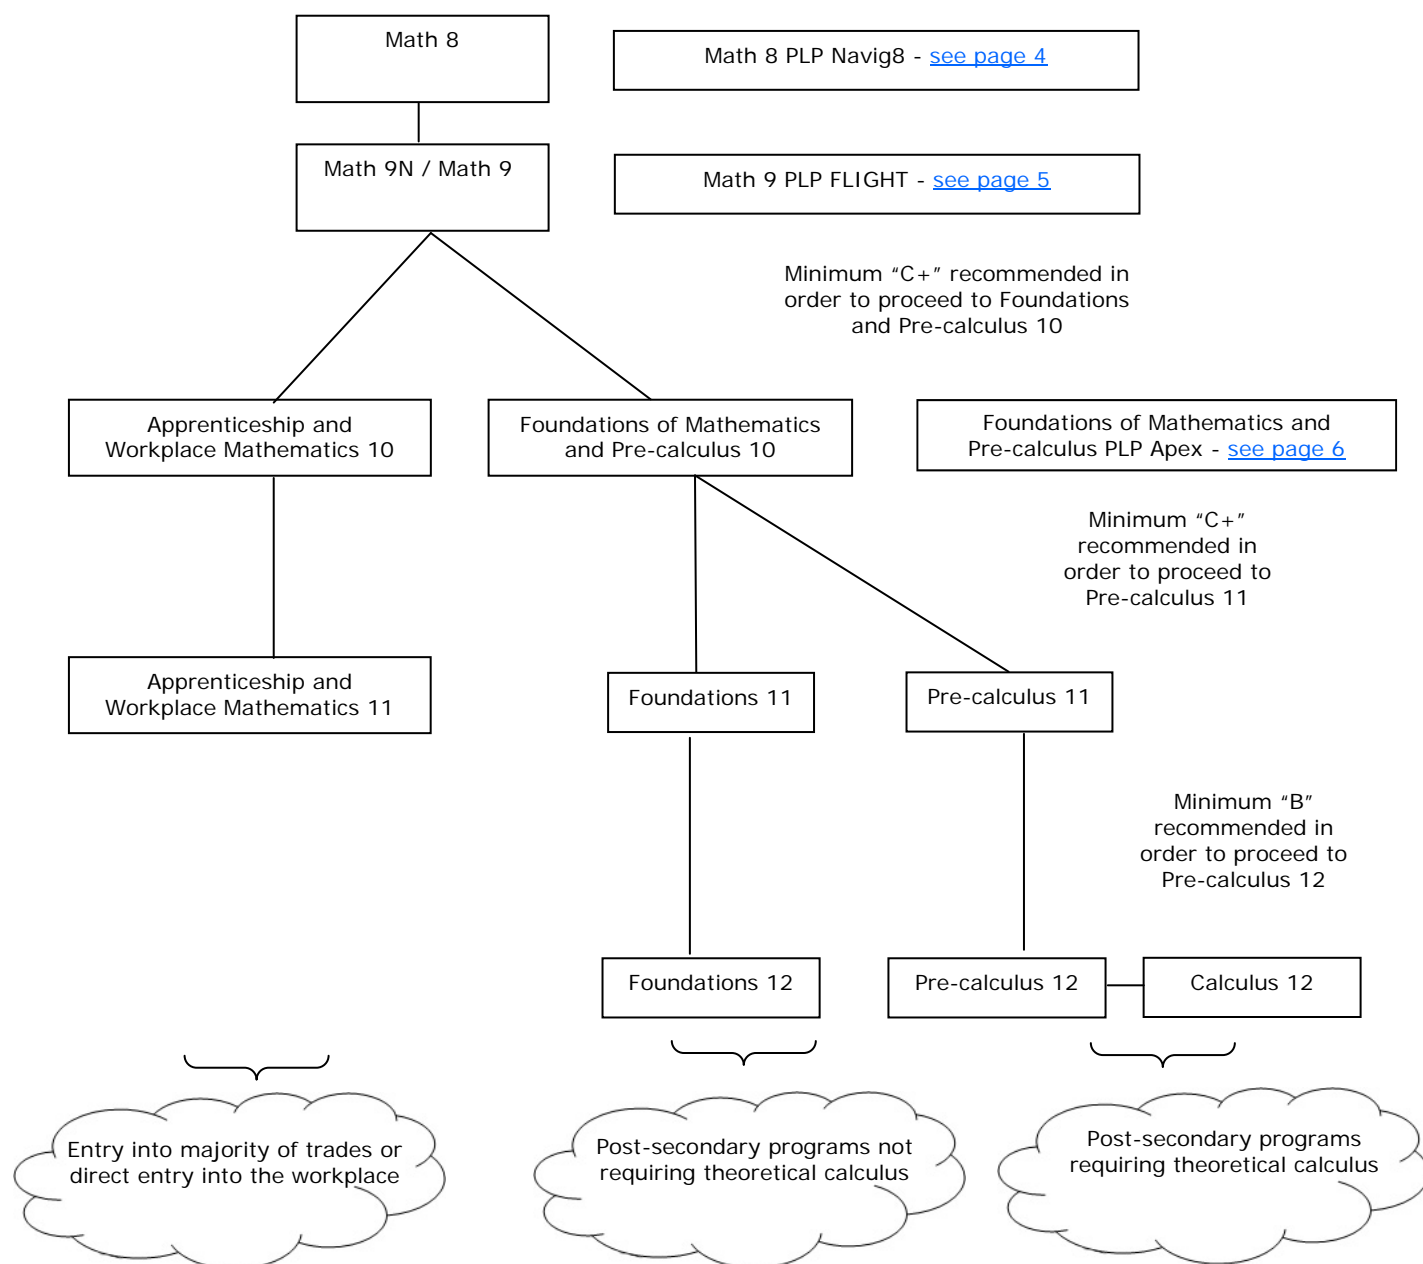 Math 8
Math 8 PLP Navig8 - see page 4
Math 9N / Math 9
Math 9 PLP FLIGHT - see page 5
Minimum “C+” recommended in
order to proceed to Foundations
and Pre-calculus 10
Apprenticeship and
Workplace Mathematics 10
Foundations of Mathematics
and Pre-calculus 10
Foundations of Mathematics and
Pre-calculus PLP Apex - see page 6
Minimum “C+”
recommended in
order to proceed to
Pre-calculus 11
Apprenticeship and
Workplace Mathematics 11
Foundations 11
Pre-calculus 11
Minimum “B”
recommended in
order to proceed to
Pre-calculus 12
Foundations 12
Pre-calculus 12
Calculus 12
Entry into majority of trades or
direct entry into the workplace
Post-secondary programs not
requiring theoretical calculus
Post-secondary programs
requiring theoretical calculus